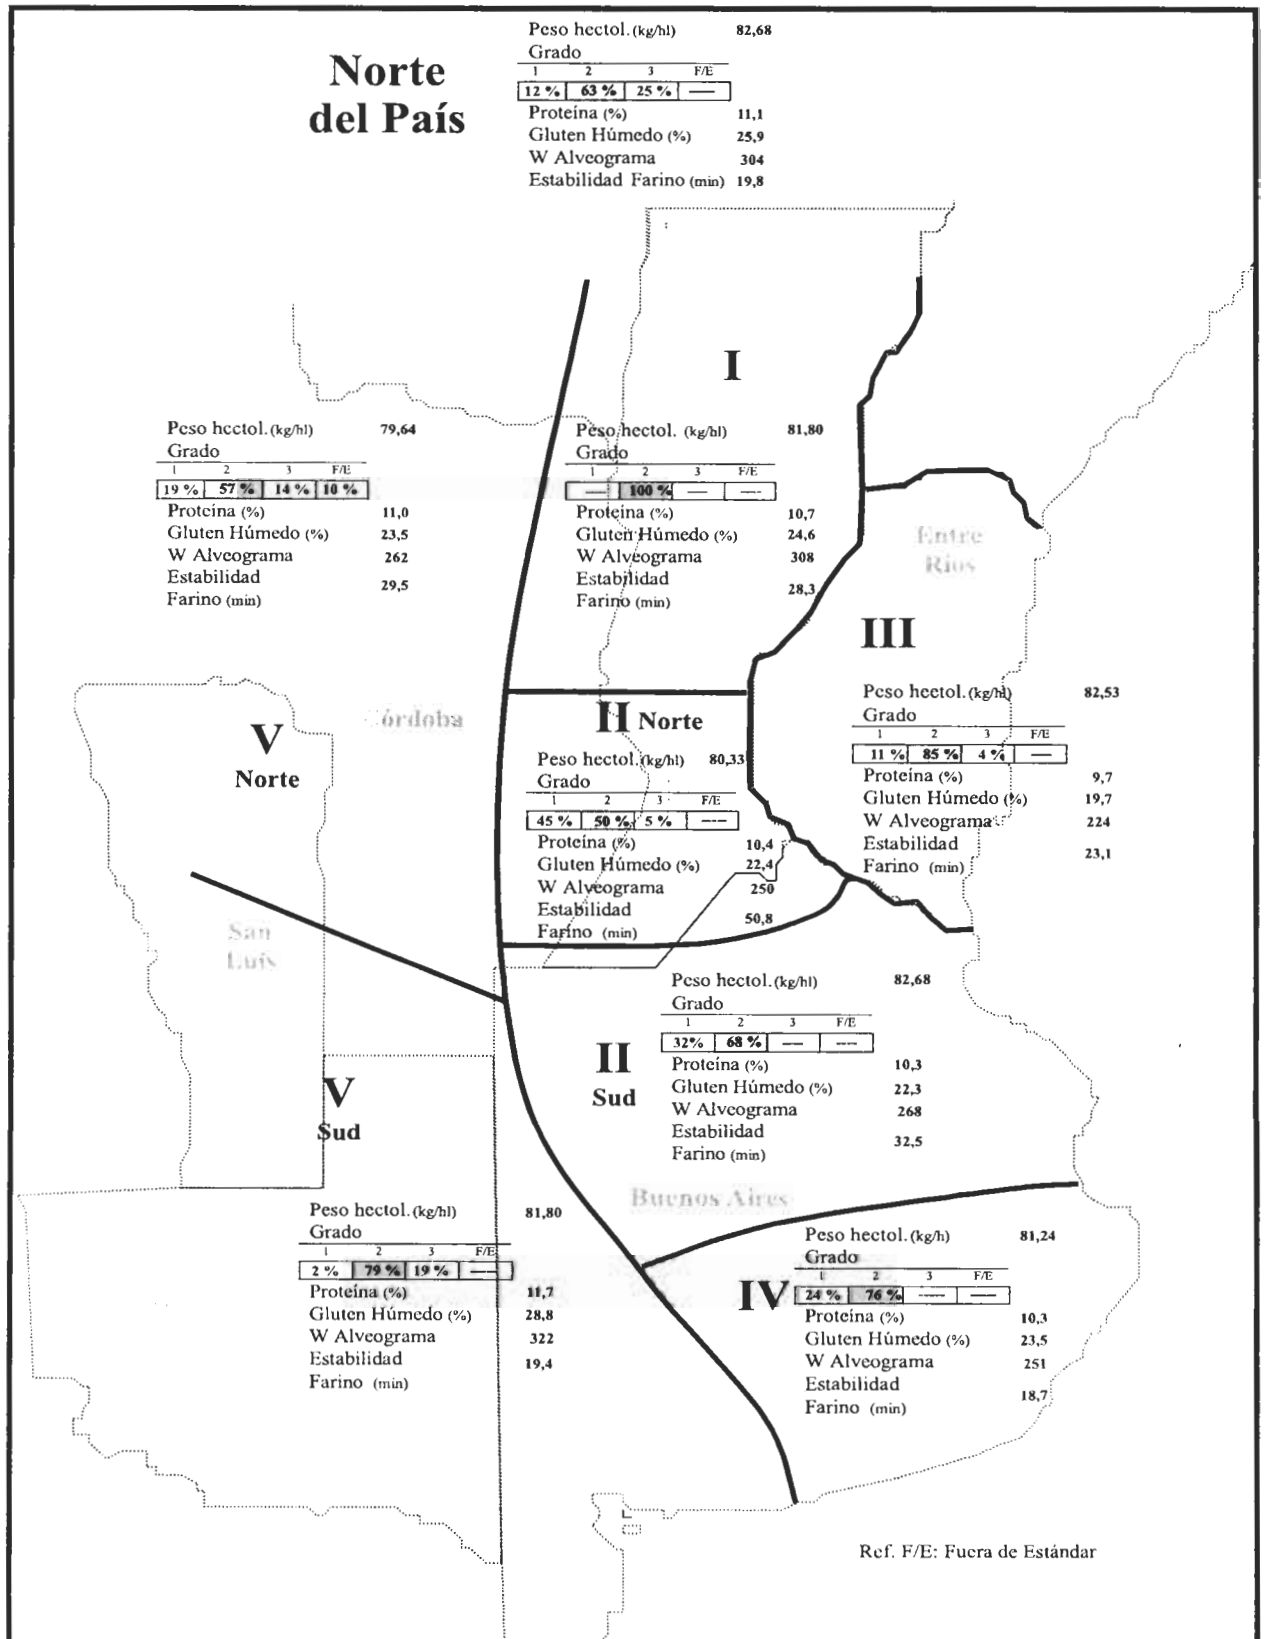 Norte
del País
Peso hectol. (kg/hl) 82,68
Grado
1 2 3 F/E
12 % 63 % 25 % —
Proteína (%) 11,1
Gluten Húmedo (%) 25,9
W Alveograma 304
Estabilidad Farino (min) 19,8
I
Peso hectol. (kg/hl) 79,64
Grado
1 2 3 F/E
19 % 57 % 14 % 10 %
Proteína (%) 11,0
Gluten Húmedo (%) 23,5
W Alveograma 262
Estabilidad
29,5
Farino (min)
Peso hectol. (kg/hl) 81,80
Grado
1 2 3 F/E
— 100 % — —
Proteína (%) 10,7
Gluten Húmedo (%) 24,6
W Alveograma 308
Estabilidad
28,3
Farino (min)
Entre
Ríos
III
Peso hectol. (kg/hl) 82,53
Grado
1 2 3 F/E
11 % 85 % 4 % —
Proteína (%) 9,7
Gluten Húmedo (%) 19,7
W Alveograma 224
Estabilidad
23,1
Farino (min)
Córdoba
V
Norte
II Norte
Peso hectol. (kg/hl) 80,33
Grado
1 2 3 F/E
45 % 50 % 5 % —
Proteína (%) 10,4
Gluten Húmedo (%) 22,4
W Alveograma 250
Estabilidad
50,8
Farino (min)
San
Luis
Peso hectol. (kg/hl) 82,68
Grado
1 2 3 F/E
32% 68 % — —
Proteína (%) 10,3
Gluten Húmedo (%) 22,3
W Alveograma 268
Estabilidad
32,5
Farino (min)
II
Sud
V
Sud
Buenos Aires
Peso hectol. (kg/hl) 81,80
Grado
1 2 3 F/E
2 % 79 % 19 % —
Proteína (%) 11,7
Gluten Húmedo (%) 28,8
W Alveograma 322
Estabilidad
19,4
Farino (min)
IV
Peso hectol. (kg/h) 81,24
Grado
1 2 3 F/E
24 % 76 % — —
Proteína (%) 10,3
Gluten Húmedo (%) 23,5
W Alveograma 251
Estabilidad
18,7
Farino (min)
Ref. F/E: Fuera de Estándar